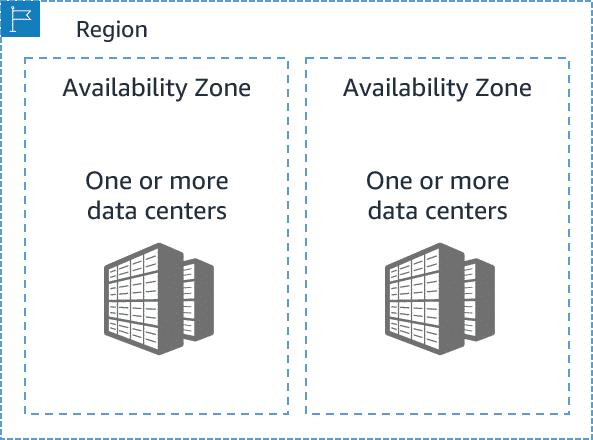 Region
Availability Zone
One or more
data centers
Availability Zone
One or more
data centers